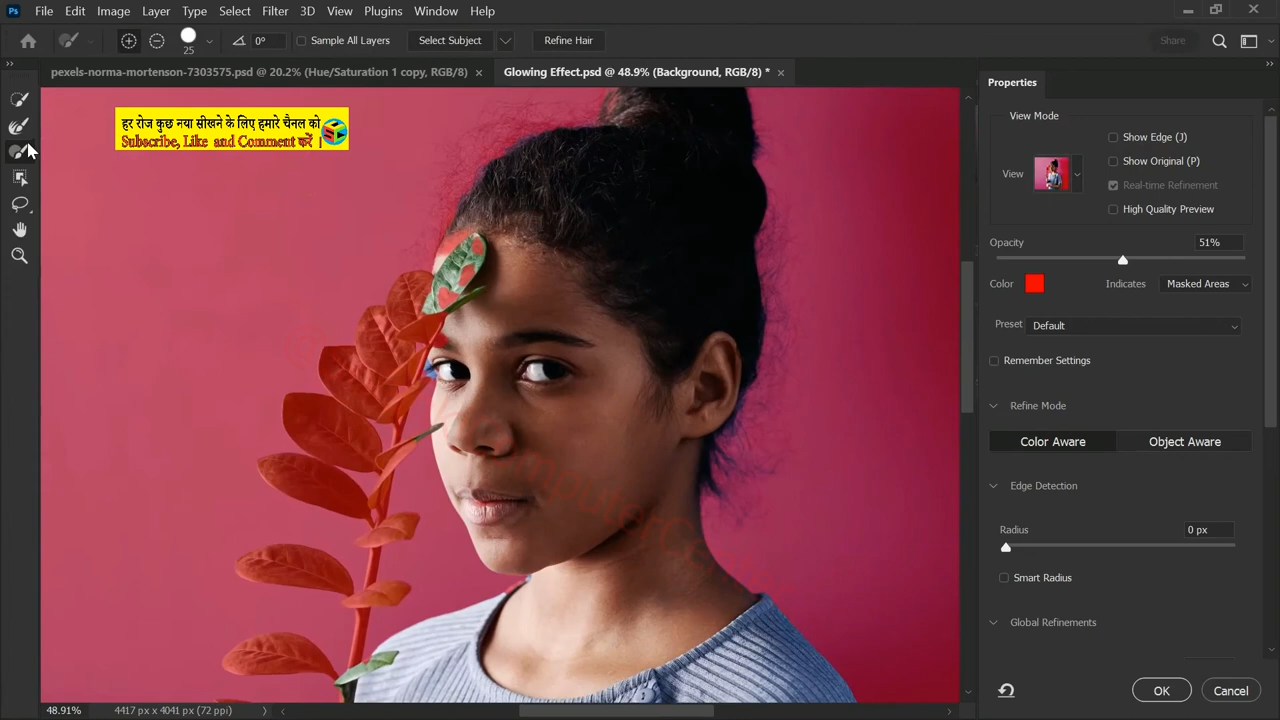 Ps File Edit Image Layer Type Select Filter 3D View Plugins Window Help
25 0° Sample All Layers Select Subject Refine Hair Share
pexels-norma-mortenson-7303575.psd @ 20.2% (Hue/Saturation 1 copy, RGB/8) × Glowing Effect.psd @ 48.9% (Background, RGB/8) * ×
हर रोज कुछ नया सीखने के लिए हमारे चैनल को
Subscribe, Like and Comment करें |
Properties
View Mode
Show Edge (J)
Show Original (P)
View
Real-time Refinement
High Quality Preview
Opacity 51%
Color Indicates Masked Areas
Preset Default
Remember Settings
Refine Mode
Color Aware Object Aware
Edge Detection
Radius 0 px
Smart Radius
Global Refinements
OK Cancel
48.91% 4417 px x 4041 px (72 ppi)